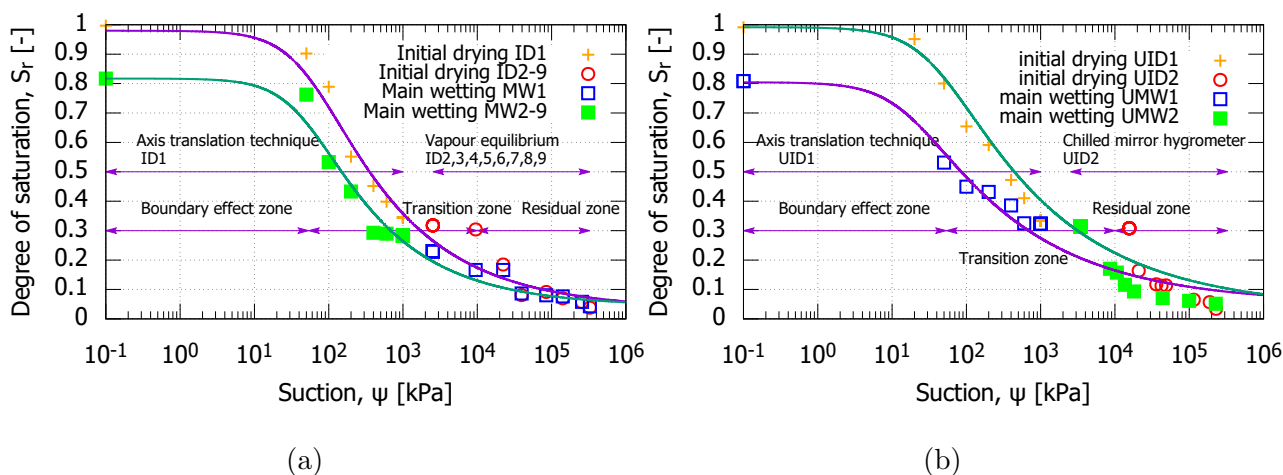 Degree of saturation, Sr [-]
1
0.9
0.8
0.7
0.6
0.5
0.4
0.3
0.2
0.1
0
Initial drying ID1
Initial drying ID2-9
Main wetting MW1
Main wetting MW2-9
Axis translation technique
ID1
Vapour equilibrium
ID2,3,4,5,6,7,8,9
Boundary effect zone
Transition zone
Residual zone
10-1 100 101 102 103 104 105 106
Suction, ψ [kPa]
(a)
Degree of saturation, Sr [-]
1
0.9
0.8
0.7
0.6
0.5
0.4
0.3
0.2
0.1
0
initial drying UID1
initial drying UID2
main wetting UMW1
main wetting UMW2
Axis translation technique
UID1
Chilled mirror hygrometer
UID2
Boundary effect zone
Residual zone
Transition zone
10-1 100 101 102 103 104 105 106
Suction, ψ [kPa]
(b)